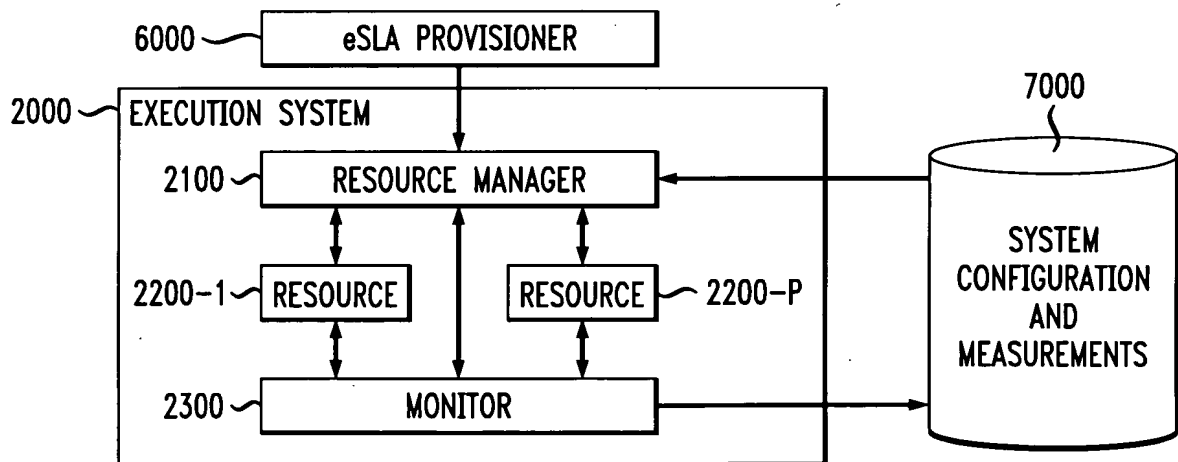 6000
eSLA PROVISIONER
2000
EXECUTION SYSTEM
7000
2100
RESOURCE MANAGER
2200-1
RESOURCE
RESOURCE
2200-P
SYSTEM
CONFIGURATION
AND
MEASUREMENTS
2300
MONITOR